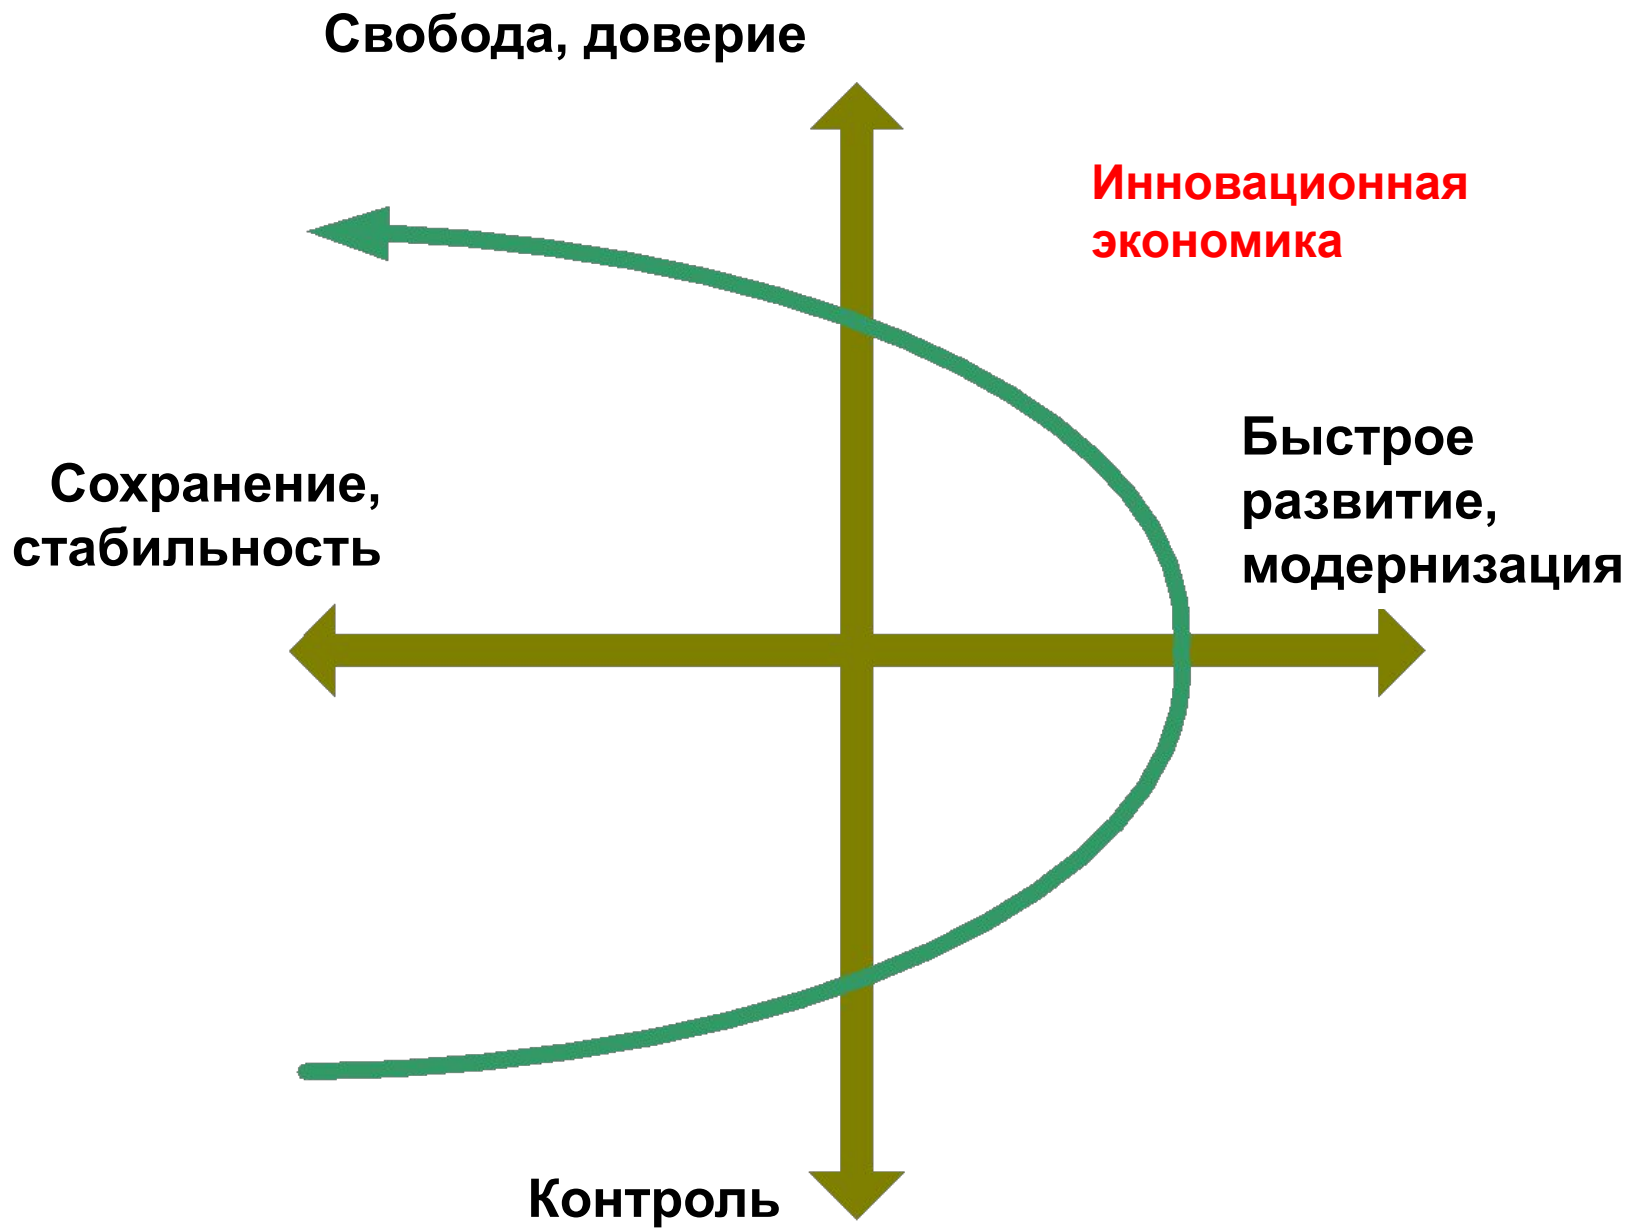 Свобода, доверие
Инновационная
экономика
Быстрое
развитие,
модернизация
Сохранение,
стабильность
Контроль